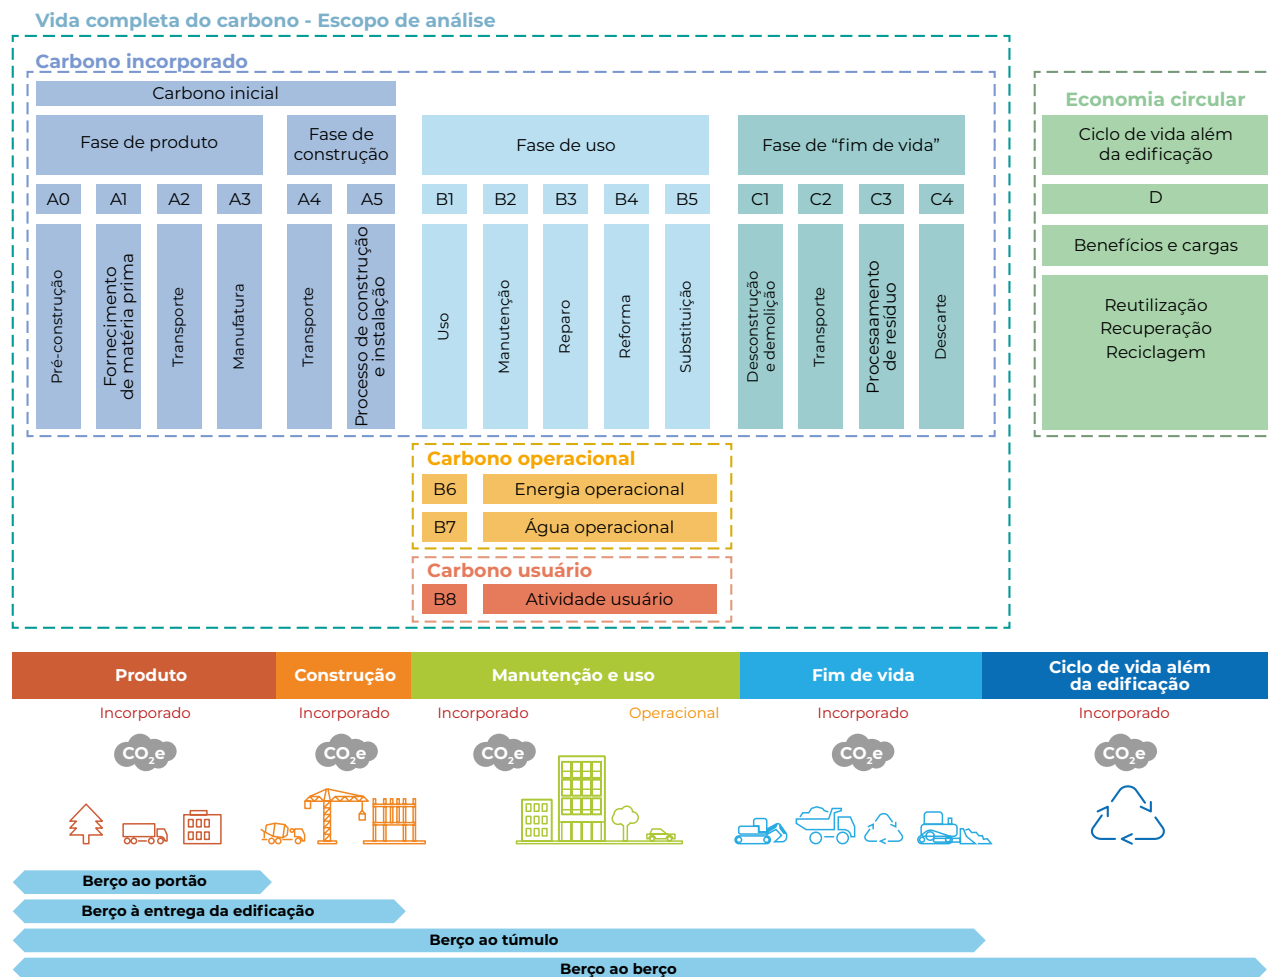 Vida completa do carbono - Escopo de análise
Carbono incorporado
Carbono inicial
Fase de produto
Fase de
construção
Fase de uso
Fase de “fim de vida”
Economia circular
Ciclo de vida além
da edificação
A0
A1
A2
A3
A4
A5
B1
B2
B3
B4
B5
C1
C2
C3
C4
D
Pré-construção
Fornecimento
de matéria prima
Transporte
Manufatura
Transporte
Processo de construção
e instalação
Uso
Manutenção
Reparo
Reforma
Substituição
Desconstrução
e demolição
Transporte
Procesaamento
de resíduo
Descarte
Benefícios e cargas
Reutilização
Recuperação
Reciclagem
Carbono operacional
B6
Energia operacional
B7
Água operacional
Carbono usuário
B8
Atividade usuário
Produto
Construção
Manutenção e uso
Fim de vida
Ciclo de vida além
da edificação
Incorporado
Incorporado
Incorporado
Operacional
Incorporado
Incorporado
CO₂e
CO₂e
CO₂e
CO₂e
CO₂e
Berço ao portão
Berço à entrega da edificação
Berço ao túmulo
Berço ao berço